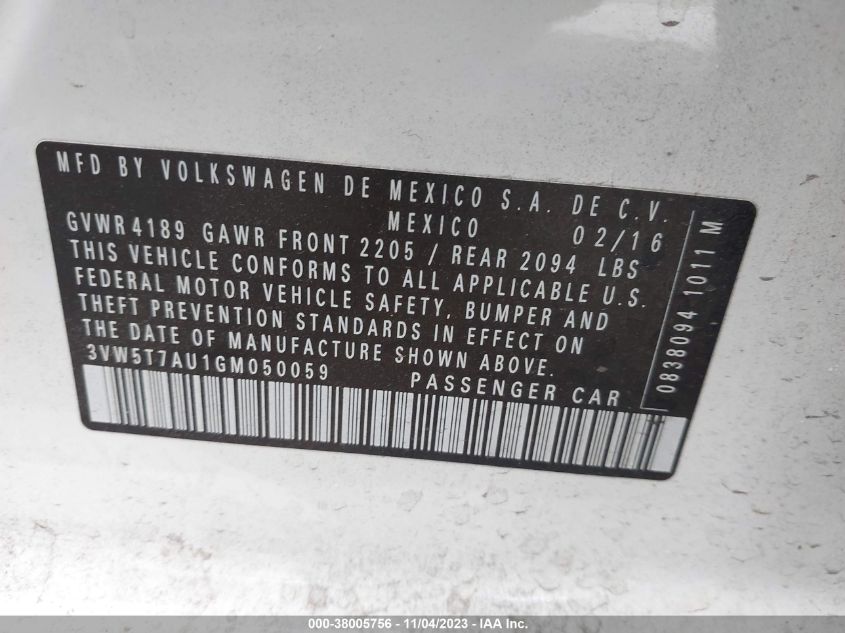 MFD BY VOLKSWAGEN DE MEXICO S.A. DE C.V.
MEXICO 02/16
GVWR 4189 GAWR FRONT 2205 / REAR 2094 LBS
THIS VEHICLE CONFORMS TO ALL APPLICABLE U.S.
FEDERAL MOTOR VEHICLE SAFETY, BUMPER AND
THEFT PREVENTION STANDARDS IN EFFECT ON
THE DATE OF MANUFACTURE SHOWN ABOVE.
3VW5T7AU1GM050059 PASSENGER CAR
0838094 1011 M
100 - 38005756 - 11/04/2023 - IAA Inc.